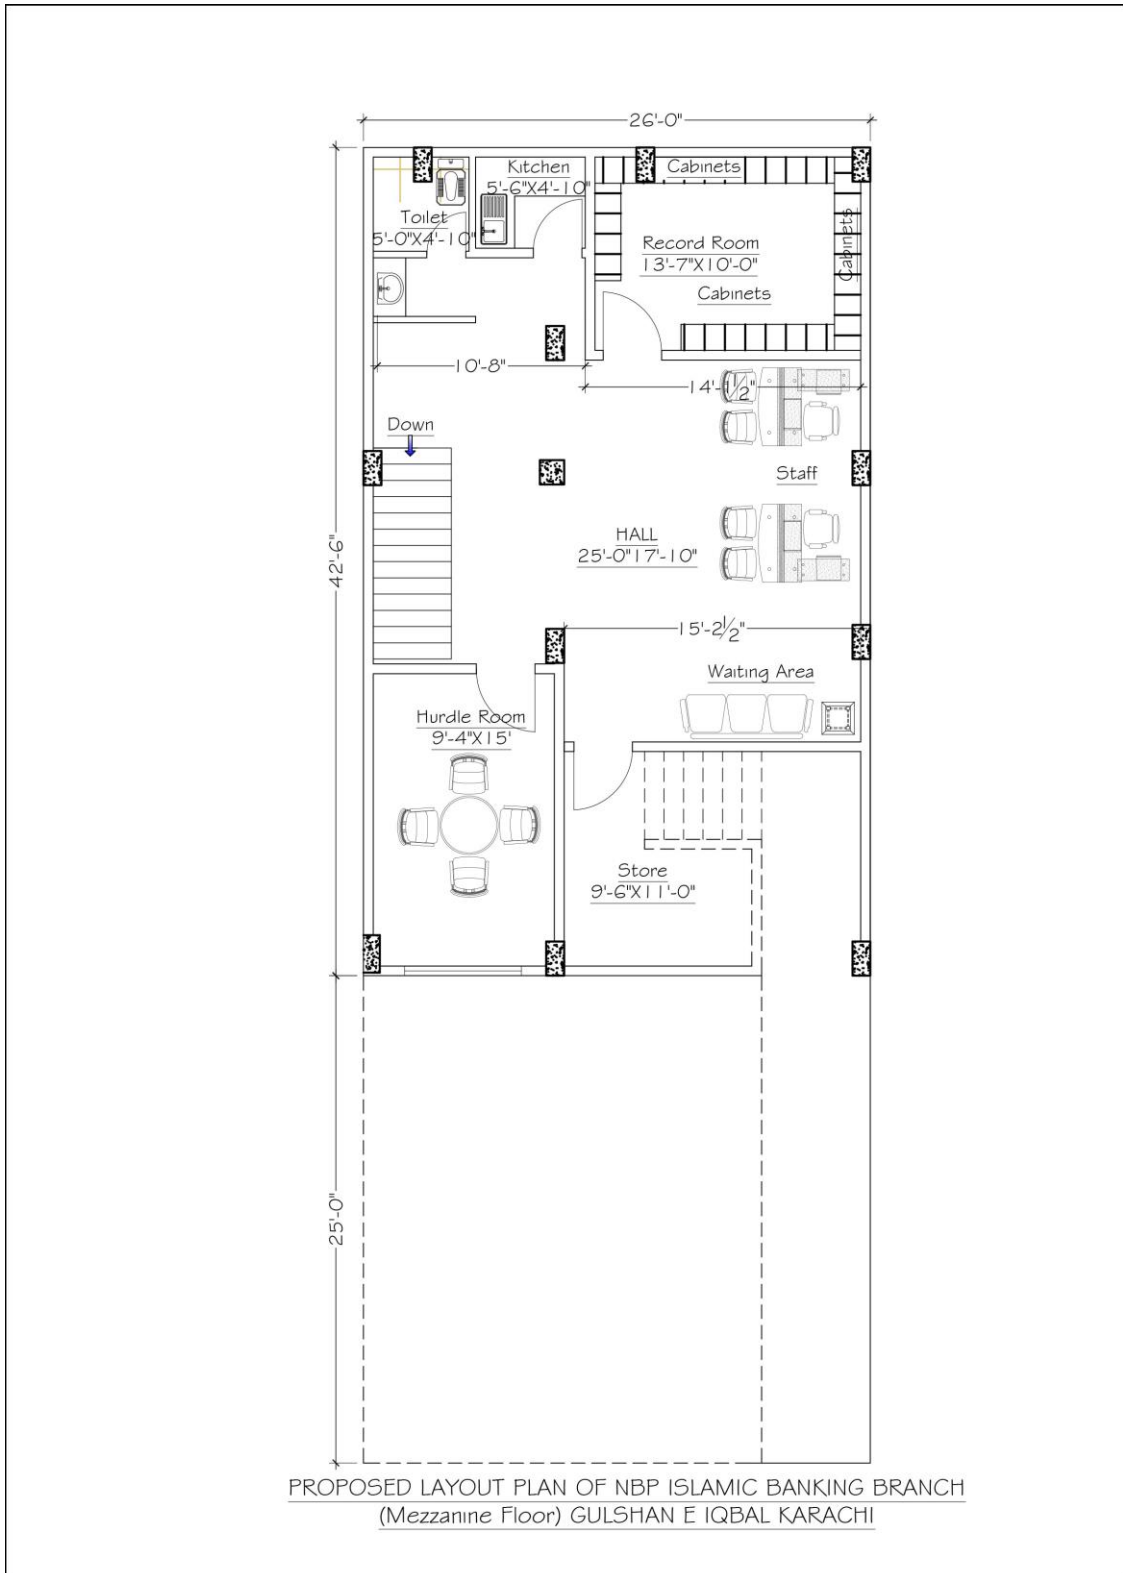 26'-0"
Kitchen
5'-6"X4'-10"
Cabinets
Toilet
5'-0"X4'-10"
Record Room
13'-7"X10'-0"
Cabinets
Cabinets
10'-8"
14'-1½"
Down
Staff
HALL
25'-0"17'-10"
42'-6"
15'-2½"
Waiting Area
Hurdle Room
9'-4"X15'
Store
9'-6"X11'-0"
25'-0"
PROPOSED LAYOUT PLAN OF NBP ISLAMIC BANKING BRANCH
(Mezzanine Floor) GULSHAN E IQBAL KARACHI